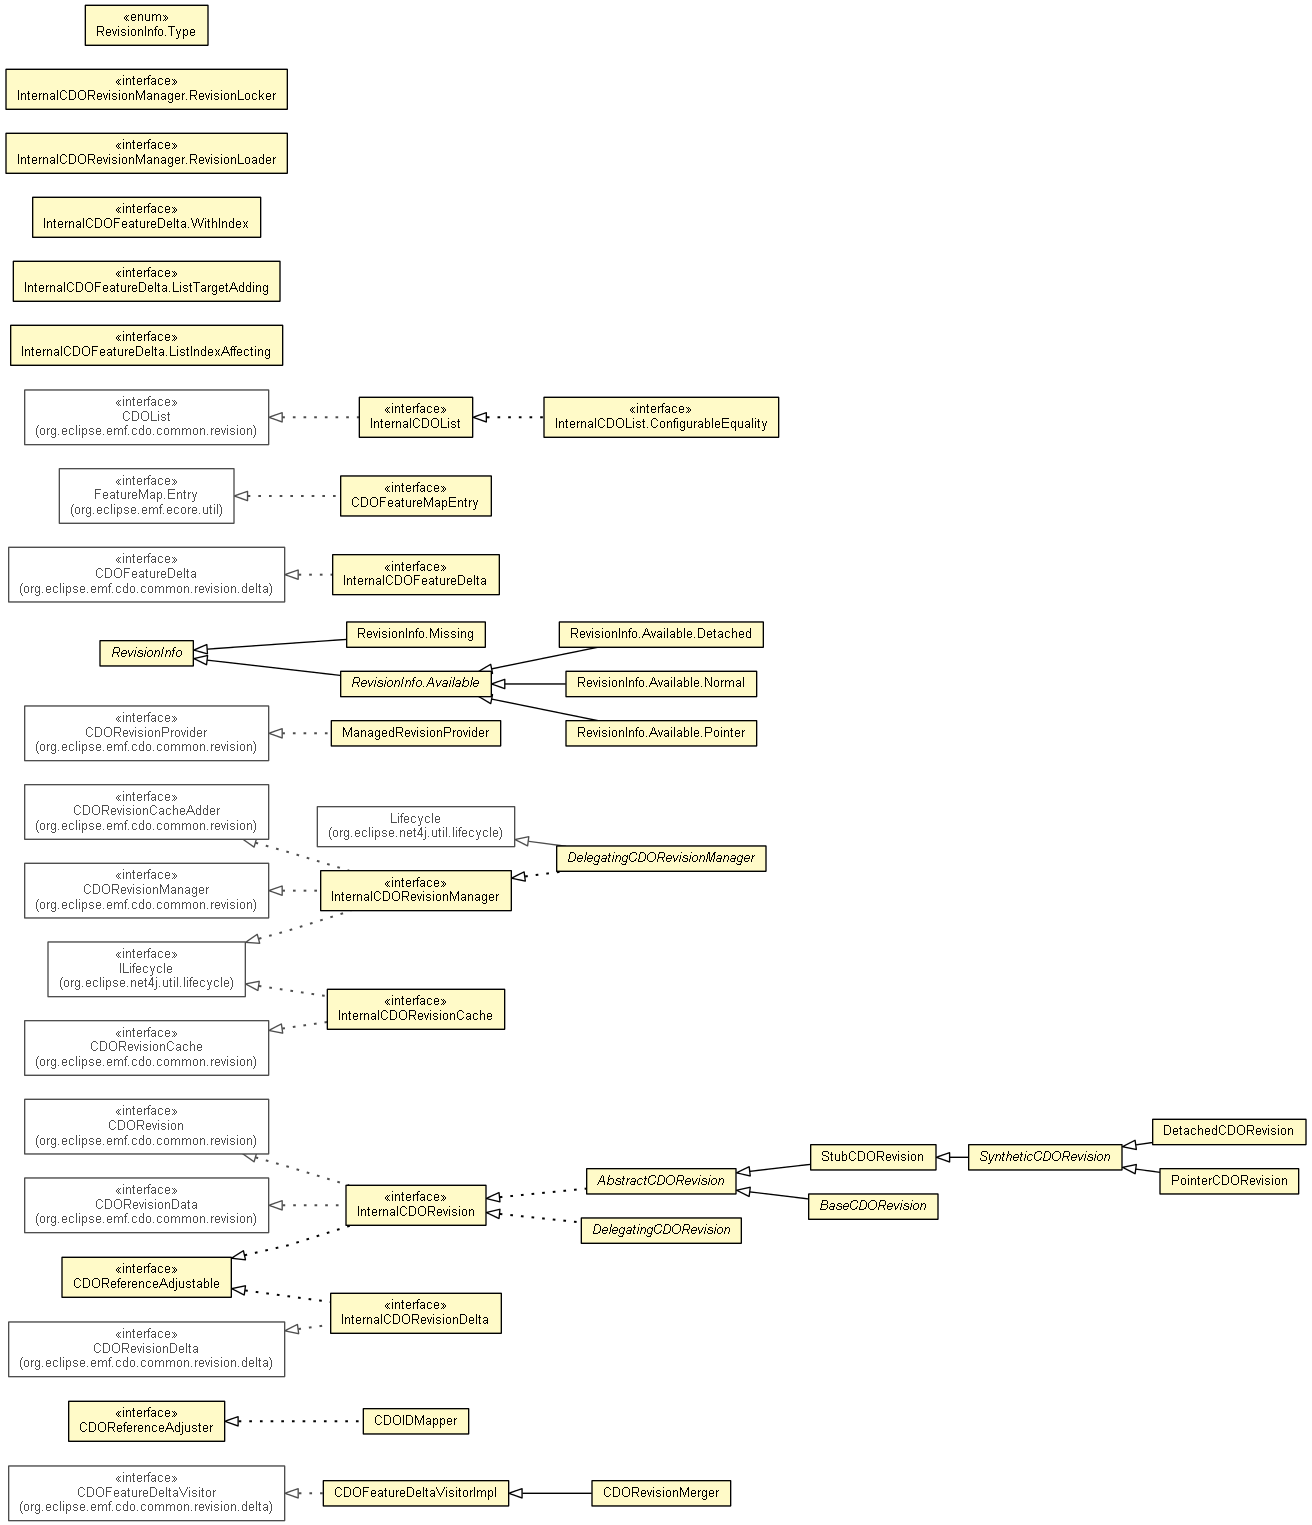 «enum»
RevisionInfo.Type
«interface»
InternalCDORevisionManager.RevisionLocker
«interface»
InternalCDORevisionManager.RevisionLoader
«interface»
InternalCDOFeatureDelta.WithIndex
«interface»
InternalCDOFeatureDelta.ListTargetAdding
«interface»
InternalCDOFeatureDelta.ListIndexAffecting
«interface»
CDOList
(org.eclipse.emf.cdo.common.revision)
«interface»
InternalCDOList
«interface»
InternalCDOList.ConfigurableEquality
«interface»
FeatureMap.Entry
(org.eclipse.emf.ecore.util)
«interface»
CDOFeatureMapEntry
«interface»
CDOFeatureDelta
(org.eclipse.emf.cdo.common.revision.delta)
«interface»
InternalCDOFeatureDelta
RevisionInfo
RevisionInfo.Missing
RevisionInfo.Available
RevisionInfo.Available.Detached
RevisionInfo.Available.Normal
RevisionInfo.Available.Pointer
«interface»
CDORevisionProvider
(org.eclipse.emf.cdo.common.revision)
ManagedRevisionProvider
«interface»
CDORevisionCacheAdder
(org.eclipse.emf.cdo.common.revision)
Lifecycle
(org.eclipse.net4j.util.lifecycle)
DelegatingCDORevisionManager
«interface»
CDORevisionManager
(org.eclipse.emf.cdo.common.revision)
«interface»
InternalCDORevisionManager
«interface»
ILifecycle
(org.eclipse.net4j.util.lifecycle)
«interface»
InternalCDORevisionCache
«interface»
CDORevisionCache
(org.eclipse.emf.cdo.common.revision)
«interface»
CDORevision
(org.eclipse.emf.cdo.common.revision)
«interface»
CDORevisionData
(org.eclipse.emf.cdo.common.revision)
«interface»
InternalCDORevision
AbstractCDORevision
DelegatingCDORevision
StubCDORevision
BaseCDORevision
SyntheticCDORevision
DetachedCDORevision
PointerCDORevision
«interface»
CDOReferenceAdjustable
«interface»
InternalCDORevisionDelta
«interface»
CDORevisionDelta
(org.eclipse.emf.cdo.common.revision.delta)
«interface»
CDOReferenceAdjuster
CDOIDMapper
«interface»
CDOFeatureDeltaVisitor
(org.eclipse.emf.cdo.common.revision.delta)
CDOFeatureDeltaVisitorImpl
CDORevisionMerger